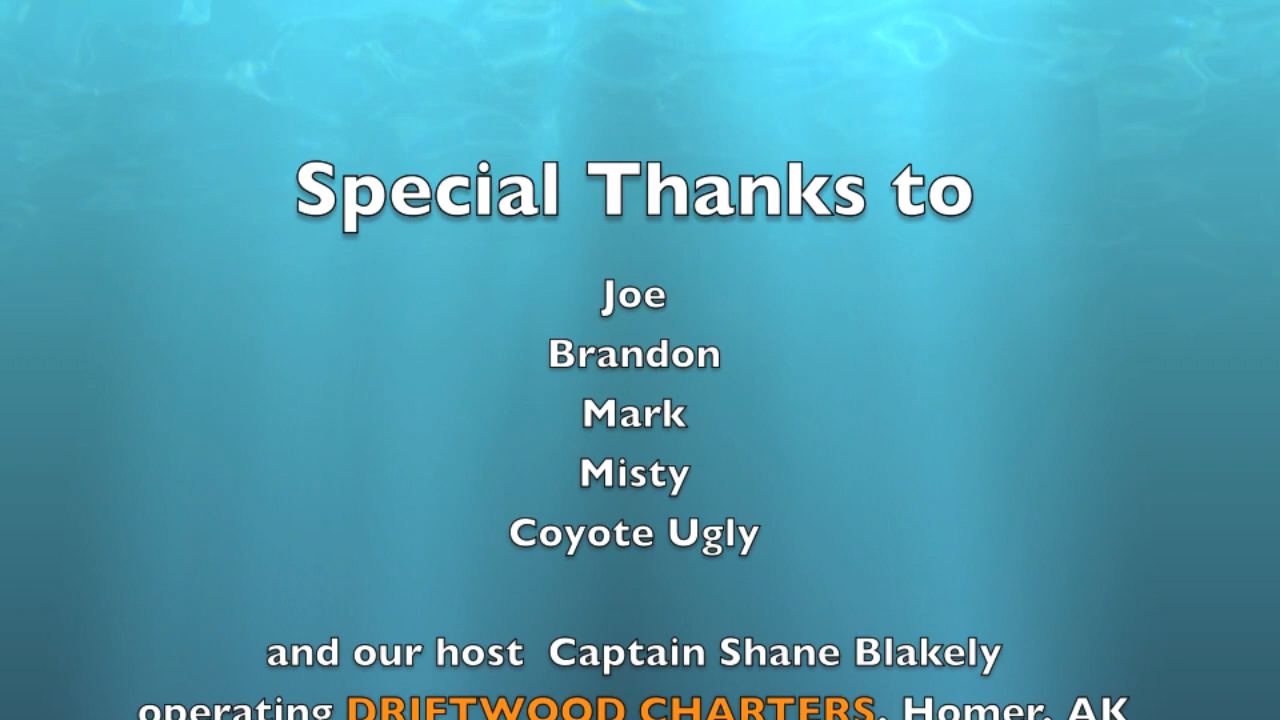 Special Thanks to
Joe
Brandon
Mark
Misty
Coyote Ugly
and our host Captain Shane Blakely
operating DRIFTWOOD CHARTERS, Homer, AK